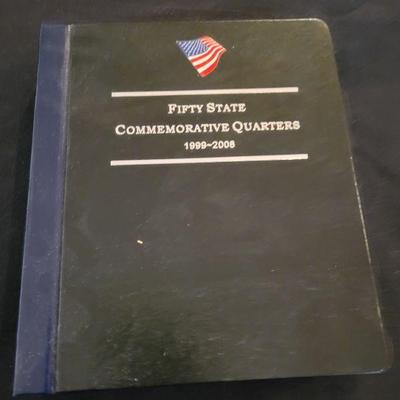 FIFTY STATE
COMMEMORATIVE QUARTERS
1999-2008